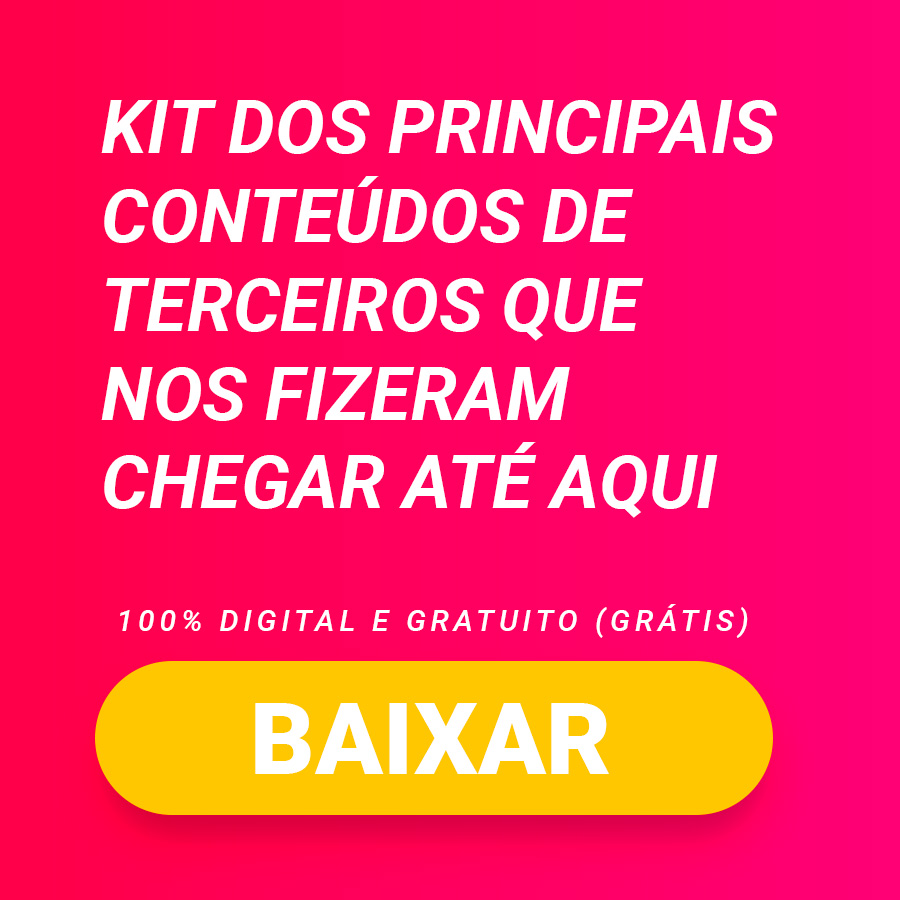 KIT DOS PRINCIPAIS
CONTEÚDOS DE
TERCEIROS QUE
NOS FIZERAM
CHEGAR ATÉ AQUI
100% DIGITAL E GRATUITO (GRÁTIS)
BAIXAR